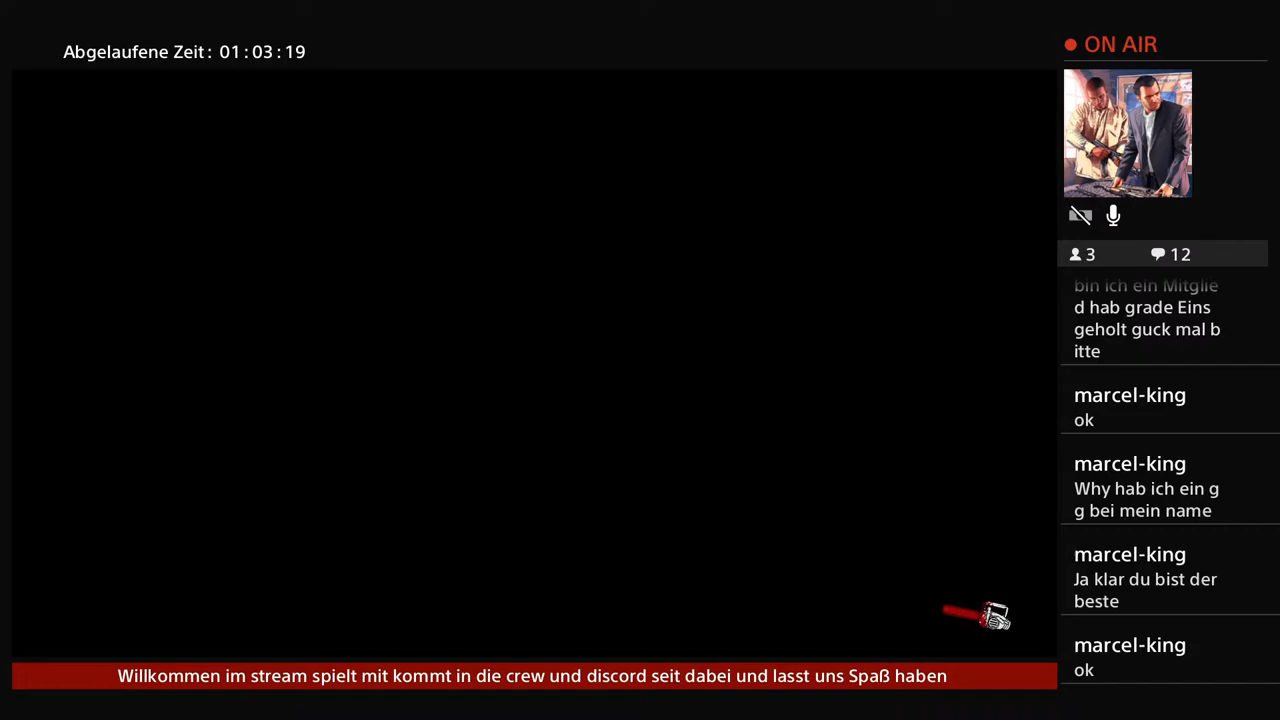 Abgelaufene Zeit: 01:03:19
ON AIR
3 12
bin ich ein Mitglie
d hab grade Eins
geholt guck mal b
itte
marcel-king
ok
marcel-king
Why hab ich ein g
g bei mein name
marcel-king
Ja klar du bist der
beste
marcel-king
ok
Willkommen im stream spielt mit kommt in die crew und discord seit dabei und lasst uns Spaß haben